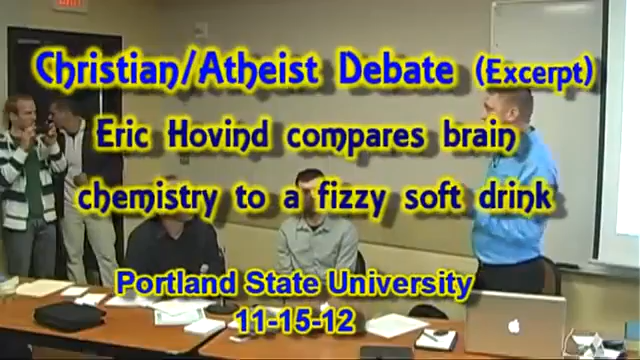 Christian/Atheist Debate (Excerpt)
Eric Hovind compares brain
chemistry to a fizzy soft drink
Portland State University
11-15-12